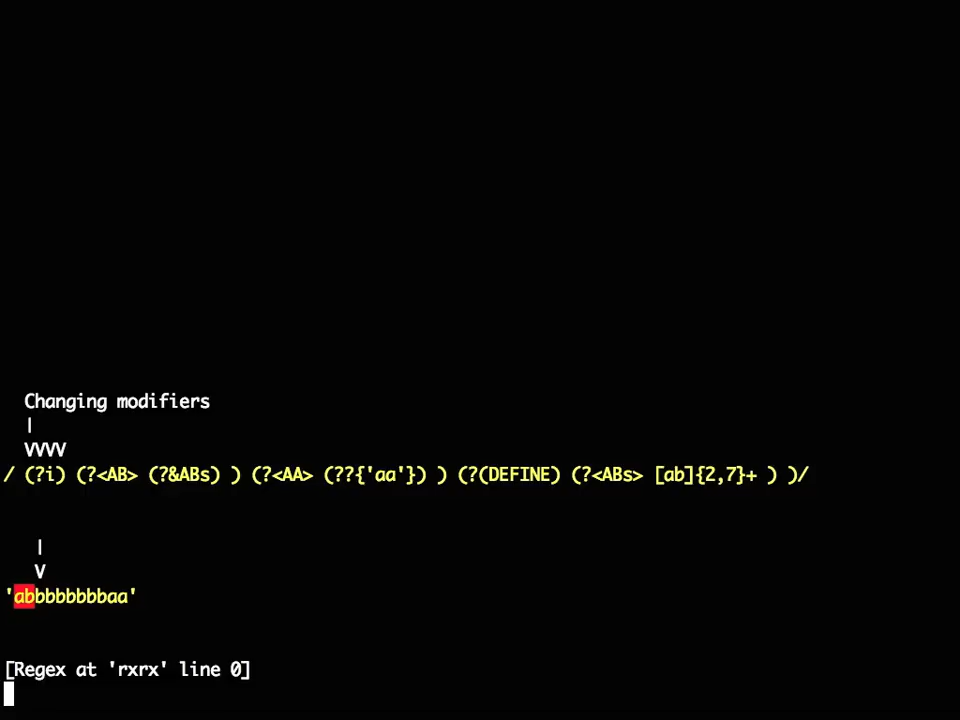 Changing modifiers
|
VVVV
/ (?i) (?<AB> (?&ABs) ) (?<AA> (??{'aa'}) ) (?(DEFINE) (?<ABs> [ab]{2,7}+ ) )/
|
V
'abbbbbbbbaa'
[Regex at 'rxrx' line 0]